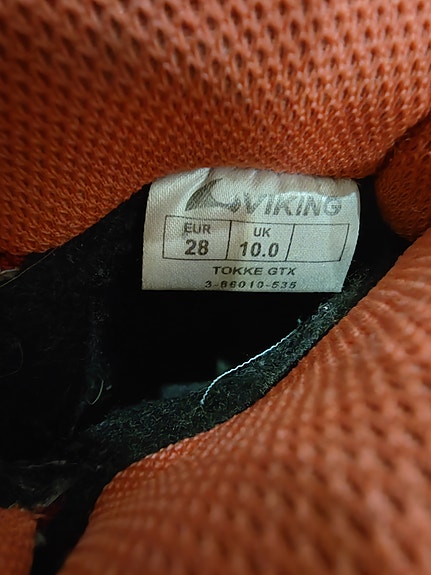 VIKING
EUR UK
28 10.0
TOKKE GTX
3-86010-535